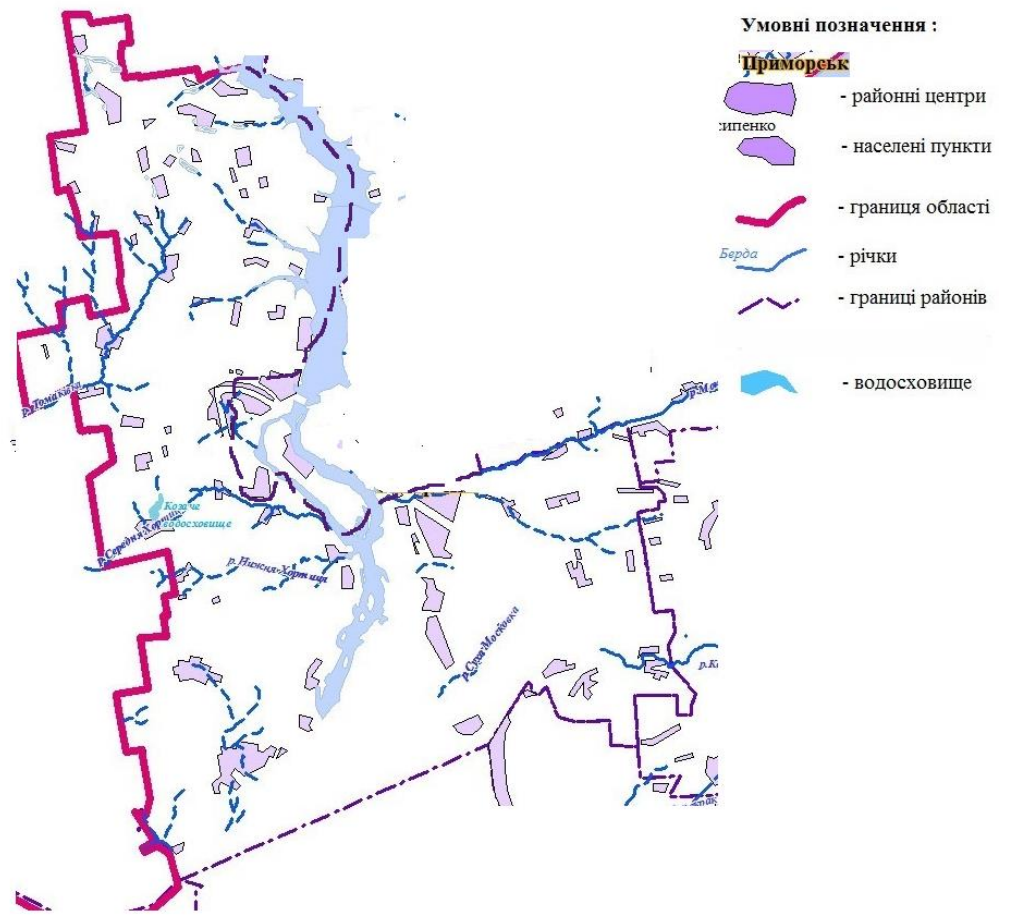 Умовні позначення :
Приморськ
- районні центри
сипенко
- населені пункти
- границя області
Берда
- річки
- границі районів
- водосховище
р. Томаківка
Козаче
водосховище
р. Середня Хортиця
р. Нижня Хортиця
р. Суха Московка